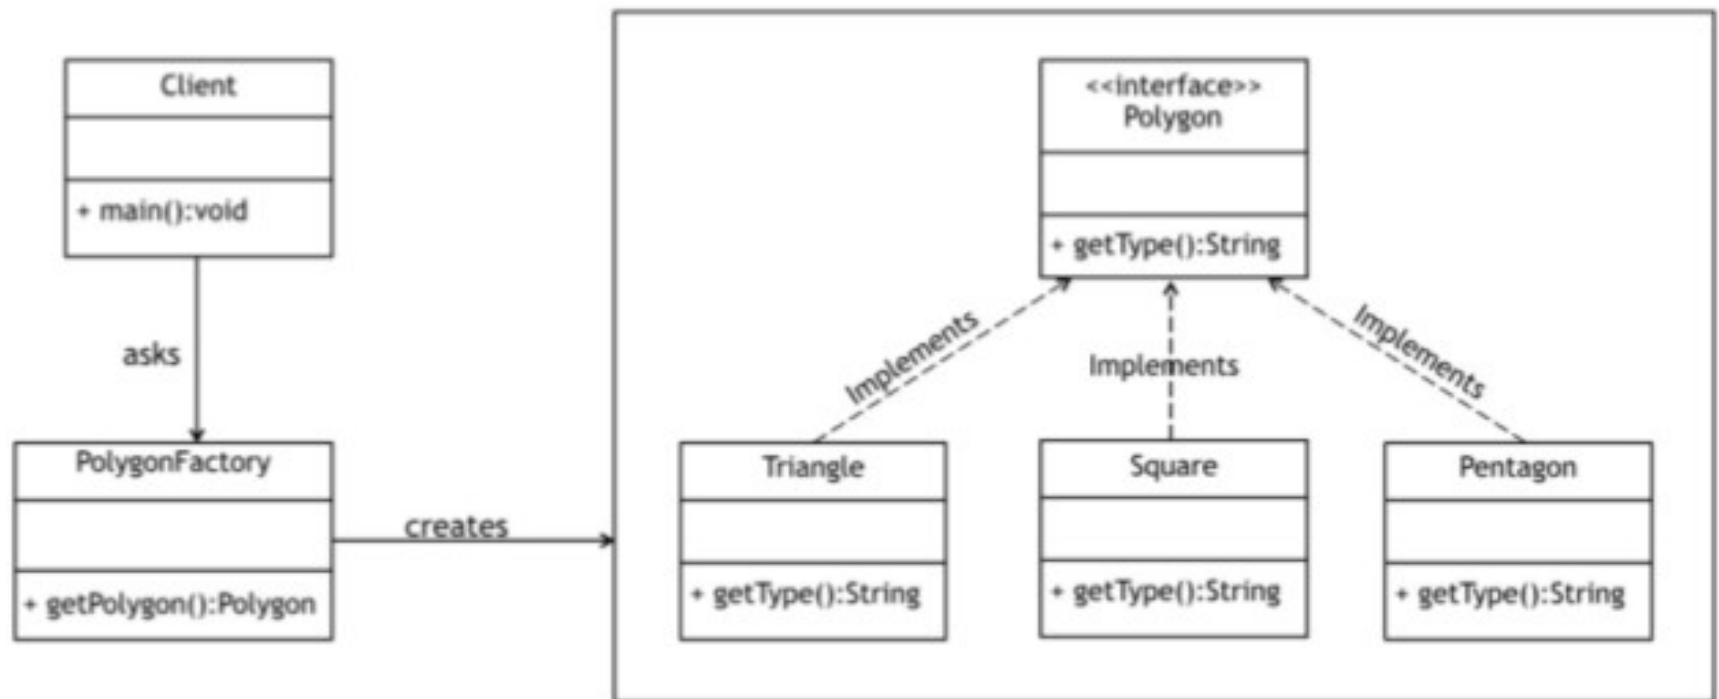 Client
+ main():void
asks
PolygonFactory
+ getPolygon():Polygon
creates
<<interface>>
Polygon
+ getType():String
Implements
Implements
Implements
Triangle
+ getType():String
Square
+ getType():String
Pentagon
+ getType():String